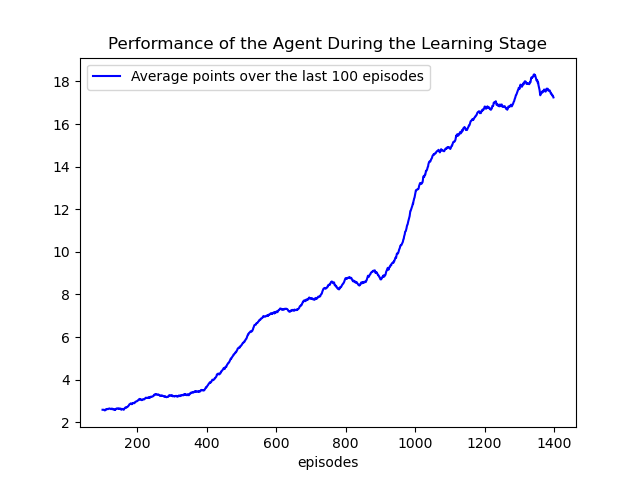 Performance of the Agent During the Learning Stage
Average points over the last 100 episodes
18
16
14
12
10
8
6
4
2
200 400 600 800 1000 1200 1400
episodes